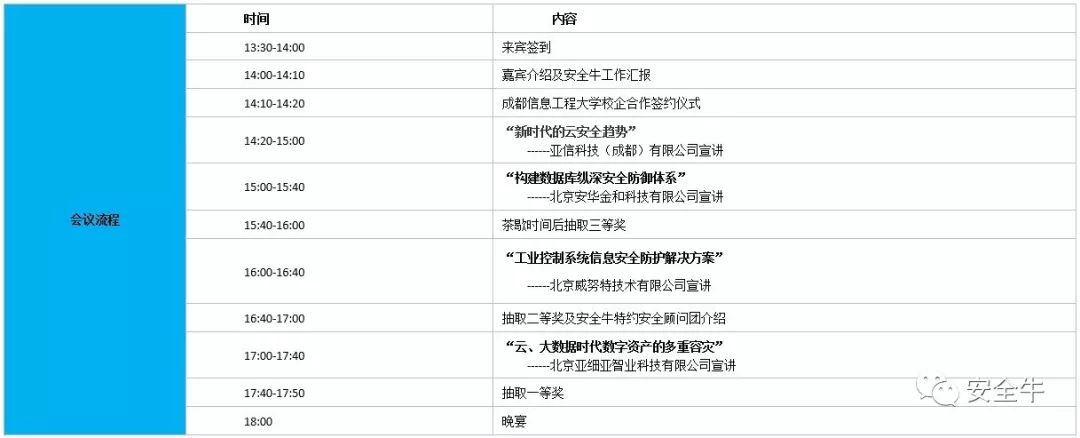 会议流程
时间 内容
13:30-14:00 来宾签到
14:00-14:10 嘉宾介绍及安全牛工作汇报
14:10-14:20 成都信息工程大学校企合作签约仪式
14:20-15:00 “新时代的云安全趋势”
------亚信科技（成都）有限公司宣讲
15:00-15:40 “构建数据库纵深安全防御体系”
------北京安华金和科技有限公司宣讲
15:40-16:00 茶歇时间后抽取三等奖
16:00-16:40 “工业控制系统信息安全防护解决方案”
------北京威努特技术有限公司宣讲
16:40-17:00 抽取二等奖及安全牛特约安全顾问团介绍
17:00-17:40 “云、大数据时代数字资产的多重容灾”
------北京亚细亚智业科技有限公司宣讲
17:40-17:50 抽取一等奖
18:00 晚宴
安全牛